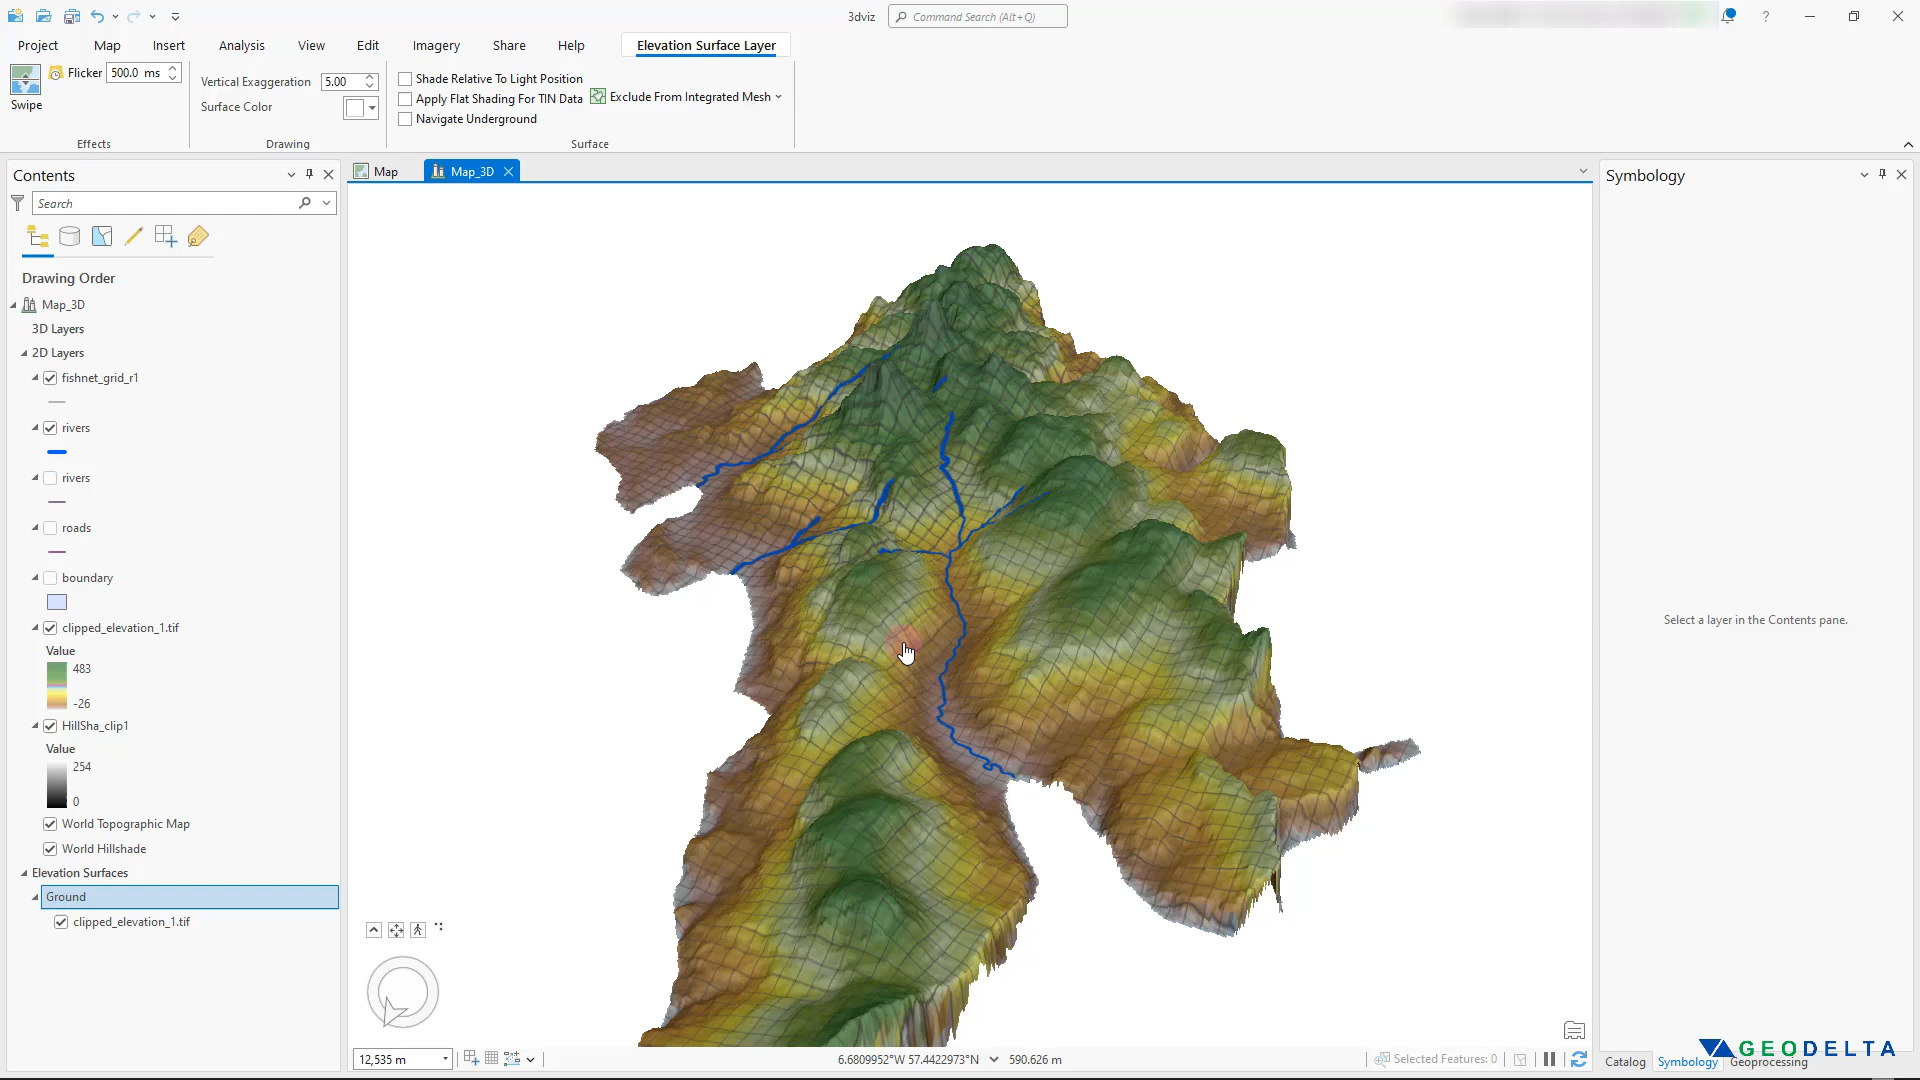 3dviz
Command Search (Alt+Q)
?
Project
Map
Insert
Analysis
View
Edit
Imagery
Share
Help
Elevation Surface Layer
Swipe
Flicker 500.0 ms
Effects
Vertical Exaggeration 5.00
Surface Color
Drawing
Shade Relative To Light Position
Apply Flat Shading For TIN Data
Navigate Underground
Exclude From Integrated Mesh
Surface
Contents
Search
Drawing Order
Map_3D
3D Layers
2D Layers
fishnet_grid_r1
rivers
rivers
roads
boundary
clipped_elevation_1.tif
Value
483
-26
HillSha_clip1
Value
254
0
World Topographic Map
World Hillshade
Elevation Surfaces
Ground
clipped_elevation_1.tif
Map
Map_3D
12,535 m
6.6809952°W 57.4422973°N
590.626 m
Selected Features: 0
Symbology
Select a layer in the Contents pane.
GEODELTA
Catalog
Symbology
Geoprocessing